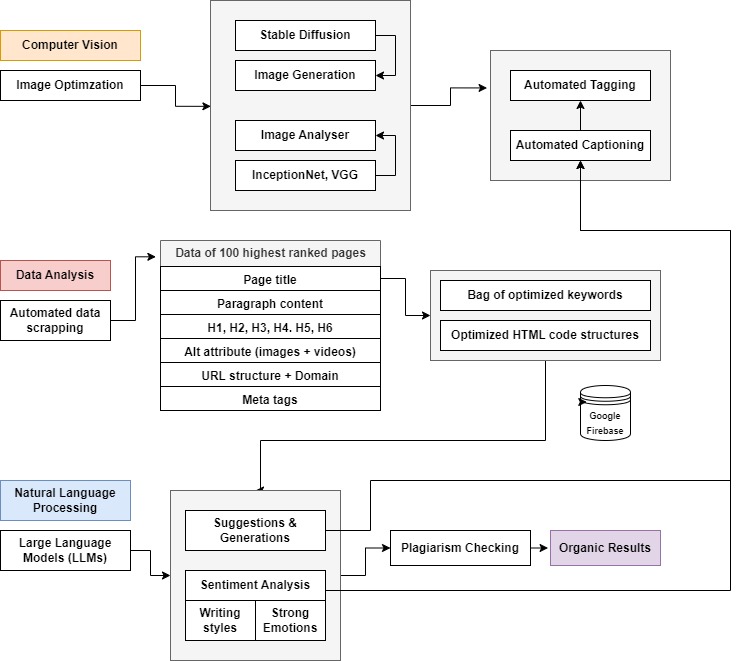 Computer Vision
Image Optimzation
Stable Diffusion
Image Generation
Image Analyser
InceptionNet, VGG
Automated Tagging
Automated Captioning
Data Analysis
Automated data
scrapping
Data of 100 highest ranked pages
Page title
Paragraph content
H1, H2, H3, H4. H5, H6
Alt attribute (images + videos)
URL structure + Domain
Meta tags
Bag of optimized keywords
Optimized HTML code structures
Google
Firebase
Natural Language
Processing
Large Language
Models (LLMs)
Suggestions &
Generations
Sentiment Analysis
Writing
styles
Strong
Emotions
Plagiarism Checking
Organic Results